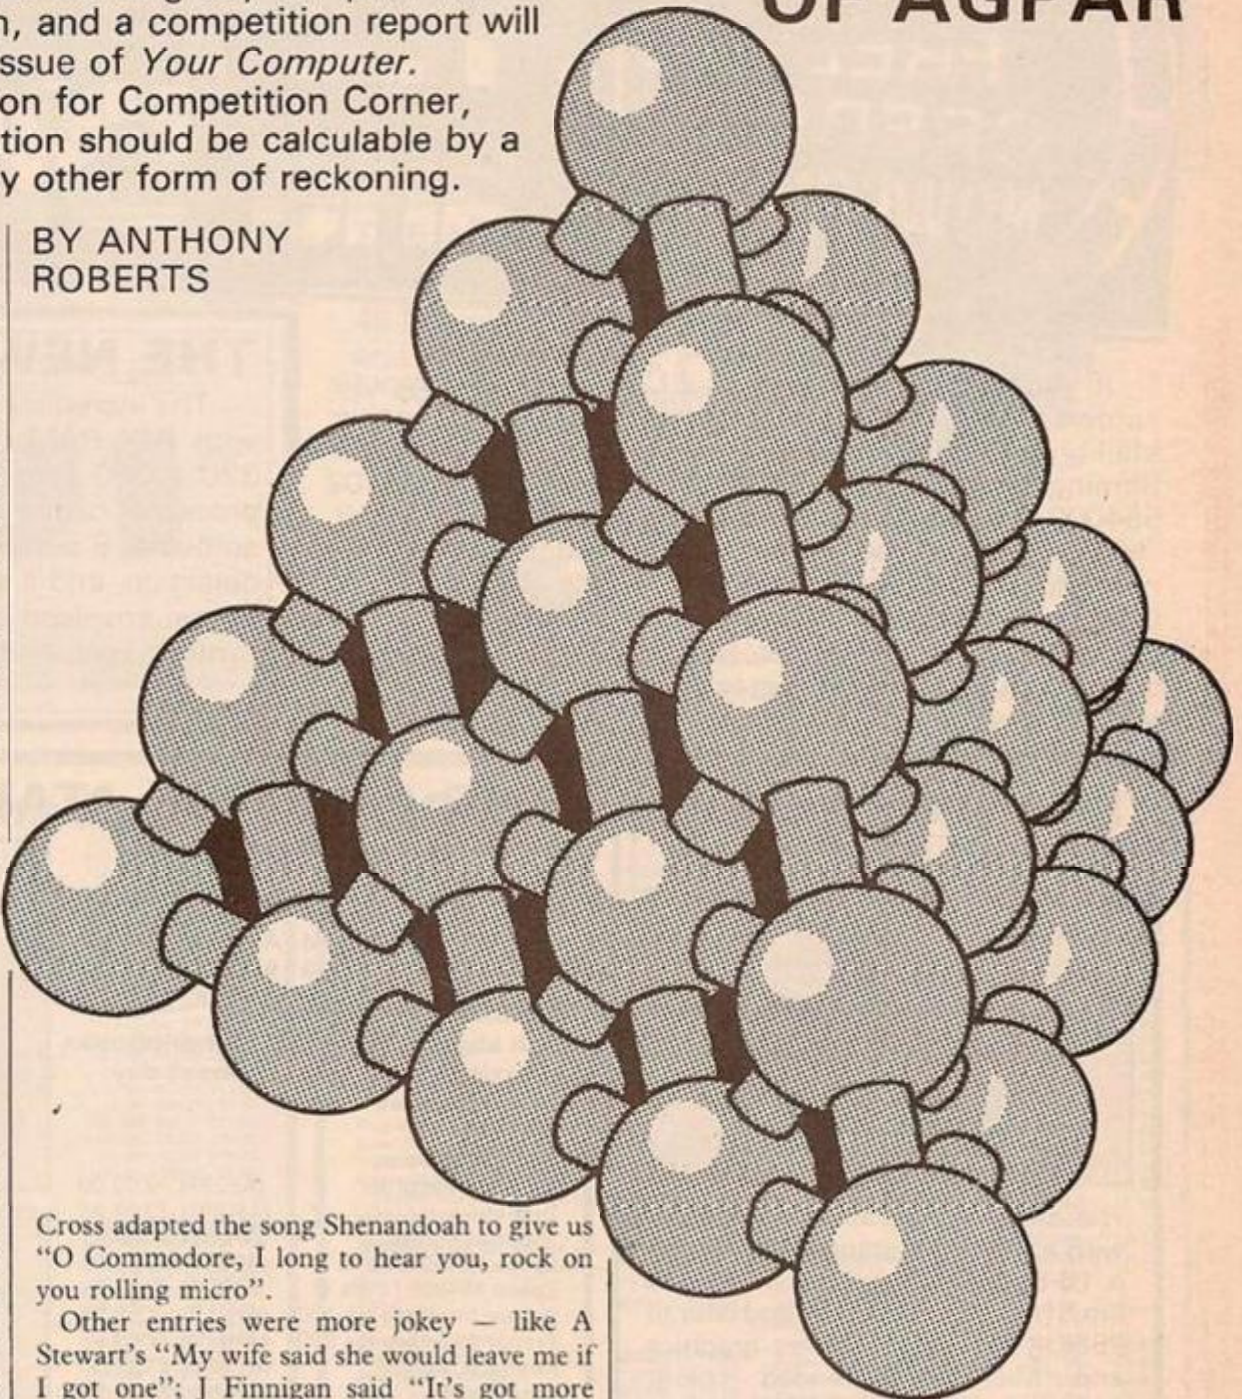 OF AGPAR
n, and a competition report will
ssue of Your Computer.
on for Competition Corner,
tion should be calculable by a
y other form of reckoning.
BY ANTHONY
ROBERTS
Cross adapted the song Shenandoah to give us
“O Commodore, I long to hear you, rock on
you rolling micro”.
Other entries were more jokey — like A
Stewart's “My wife said she would leave me if
I got one”; J Finnigan said “It's got more